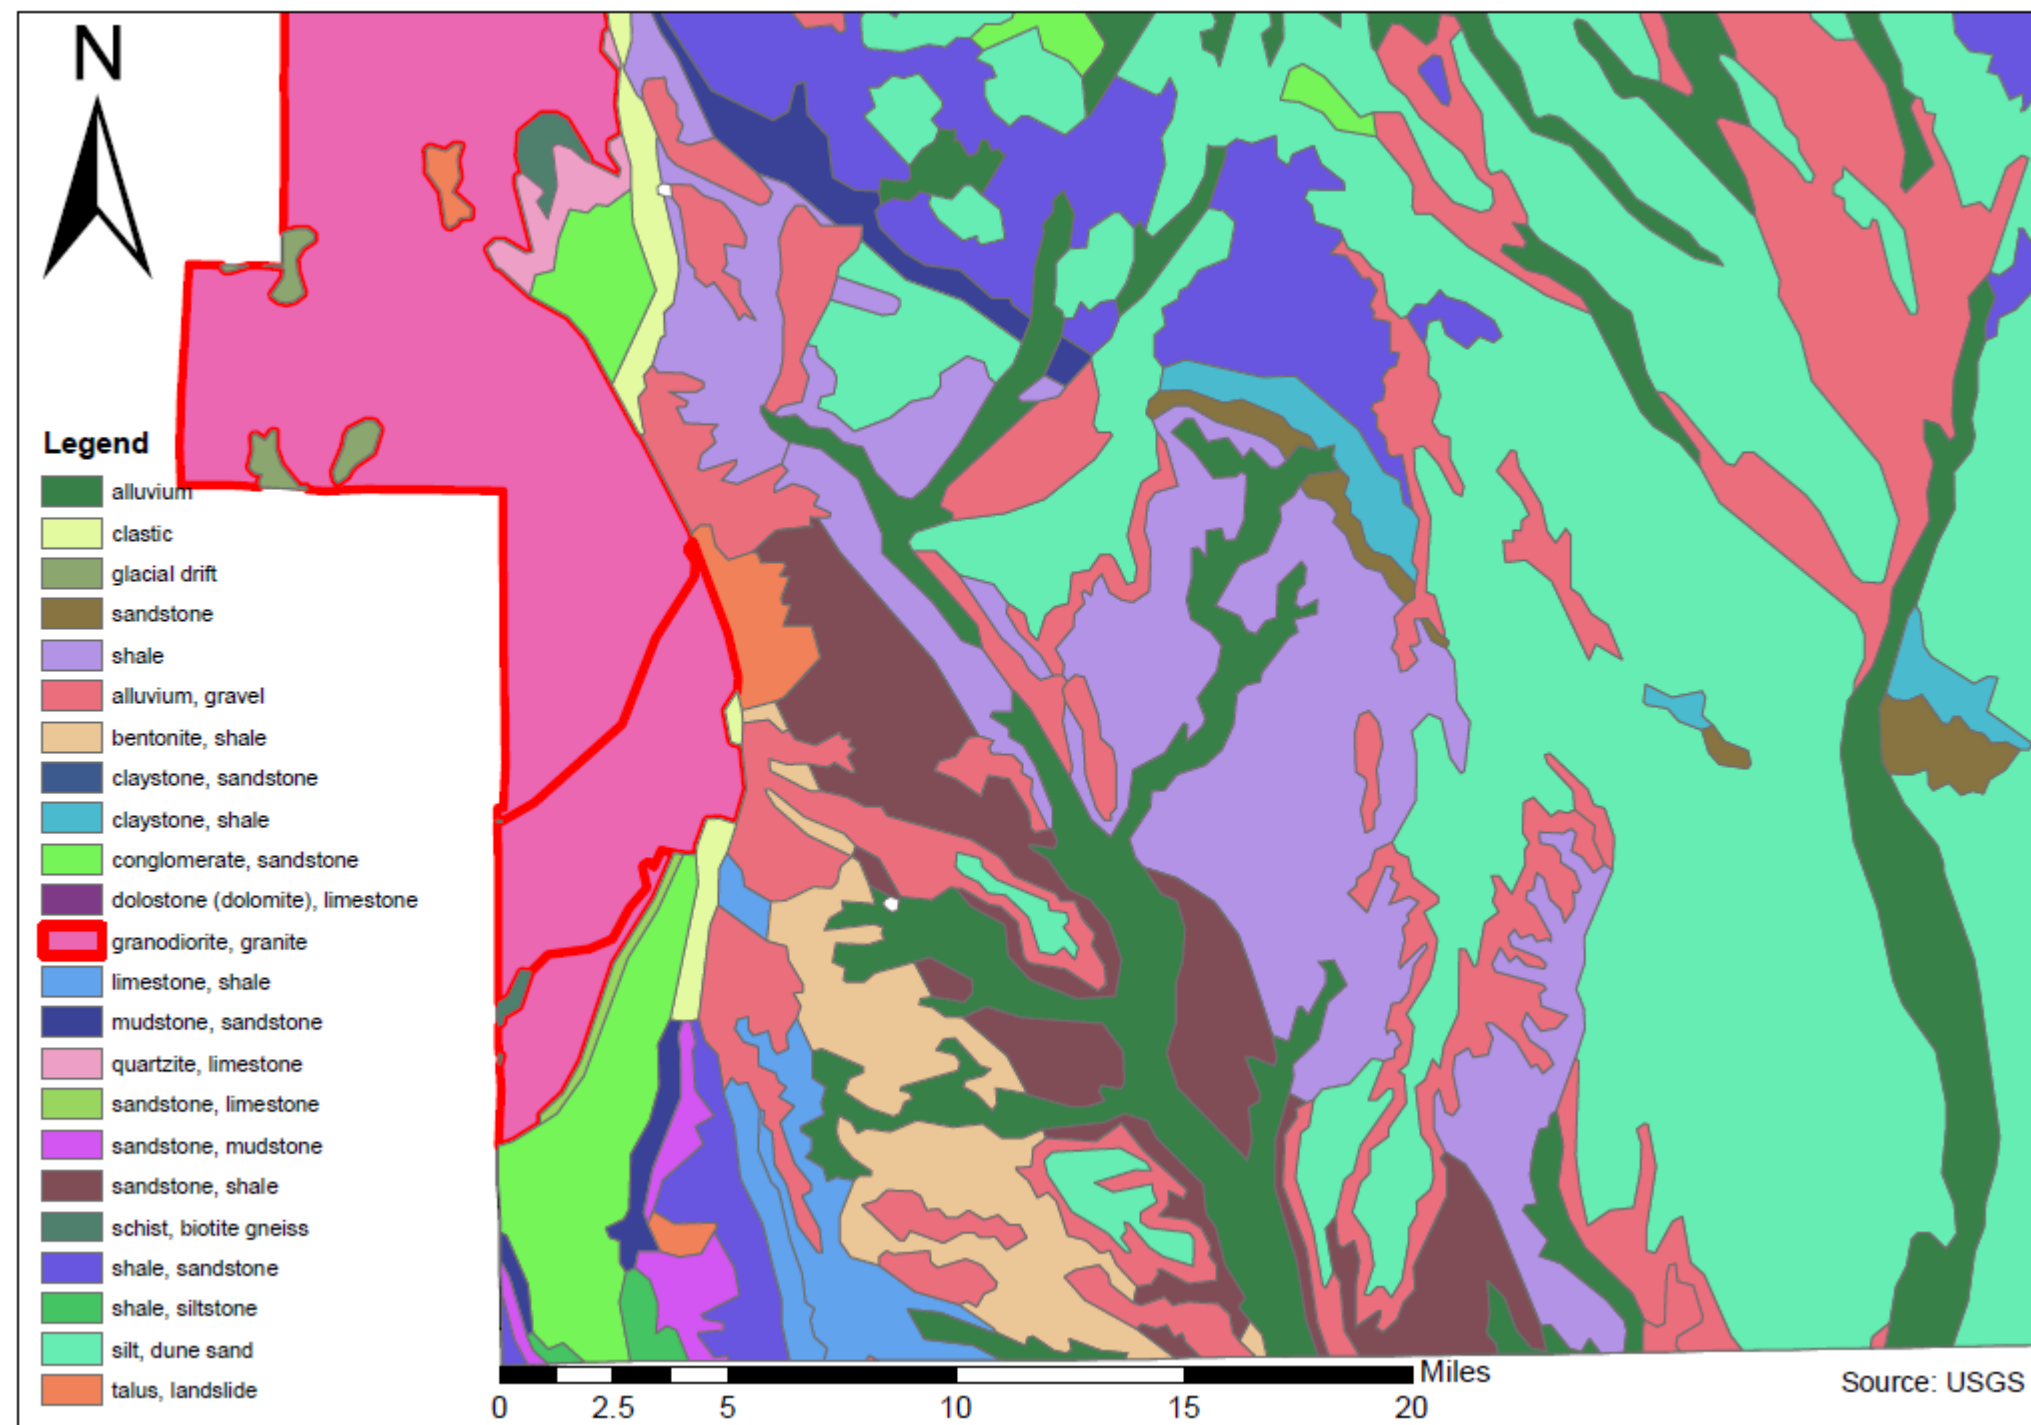 N
Legend
alluvium
clastic
glacial drift
sandstone
shale
alluvium, gravel
bentonite, shale
claystone, sandstone
claystone, shale
conglomerate, sandstone
dolostone (dolomite), limestone
granodiorite, granite
limestone, shale
mudstone, sandstone
quartzite, limestone
sandstone, limestone
sandstone, mudstone
sandstone, shale
schist, biotite gneiss
shale, sandstone
shale, siltstone
silt, dune sand
talus, landslide
Miles
0 2.5 5 10 15 20
Source: USGS